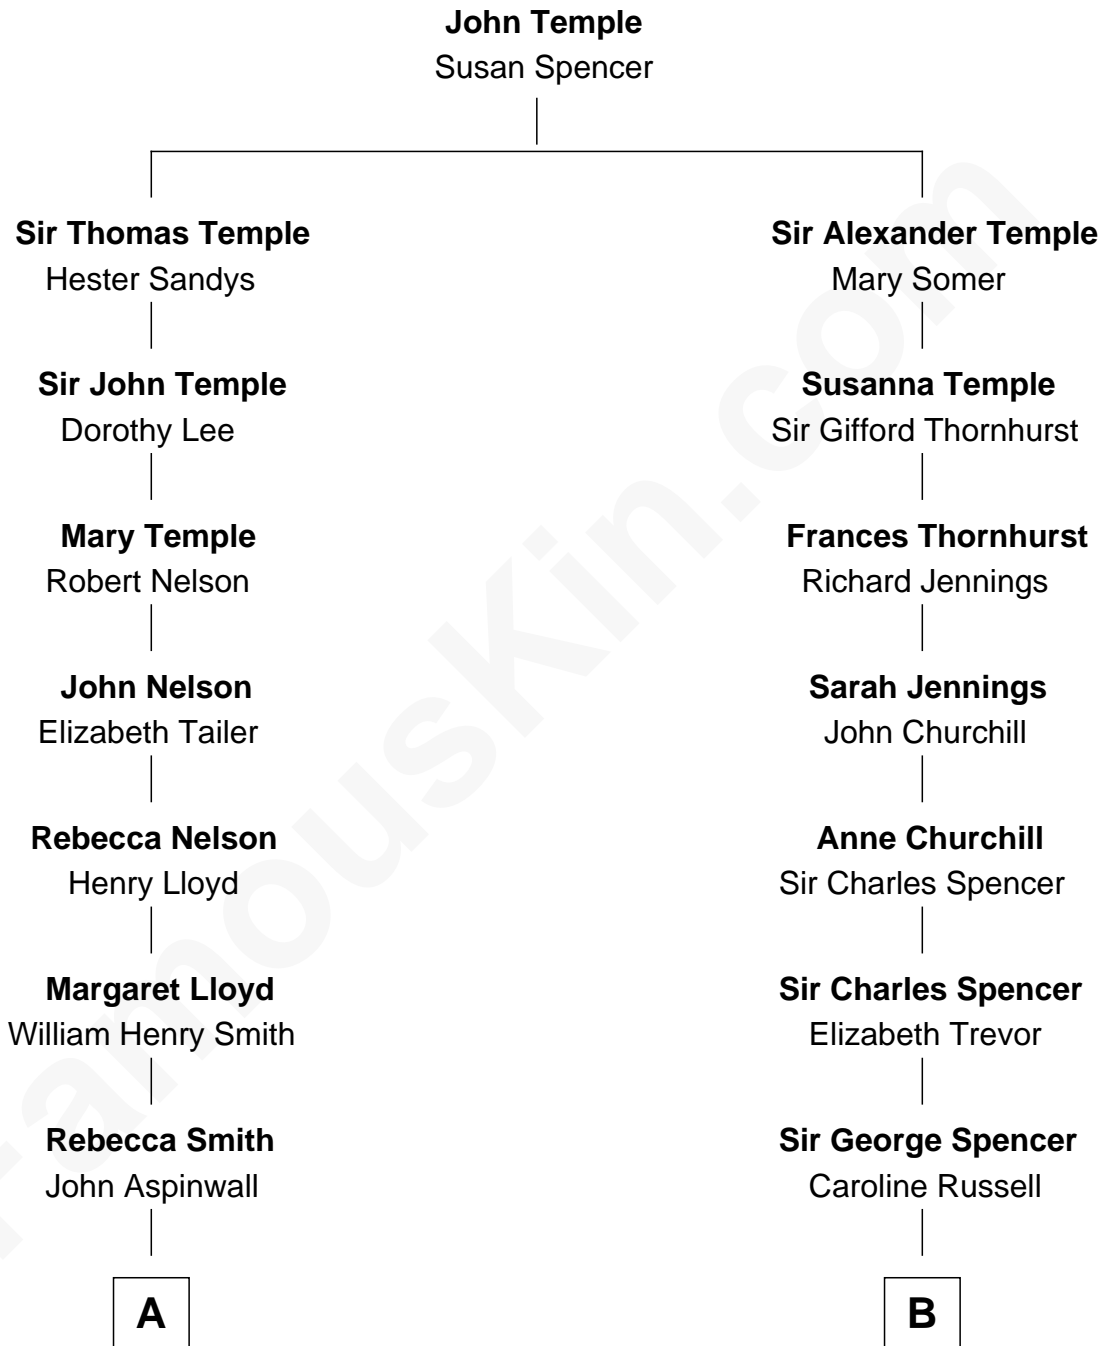 John Temple
Susan Spencer
Sir Thomas Temple
Hester Sandys
Sir Alexander Temple
Mary Somer
Sir John Temple
Dorothy Lee
Susanna Temple
Sir Gifford Thornhurst
Mary Temple
Robert Nelson
Frances Thornhurst
Richard Jennings
John Nelson
Elizabeth Tailer
Sarah Jennings
John Churchill
Rebecca Nelson
Henry Lloyd
Anne Churchill
Sir Charles Spencer
Margaret Lloyd
William Henry Smith
Sir Charles Spencer
Elizabeth Trevor
Rebecca Smith
John Aspinwall
Sir George Spencer
Caroline Russell
A
B
FamousKin.com